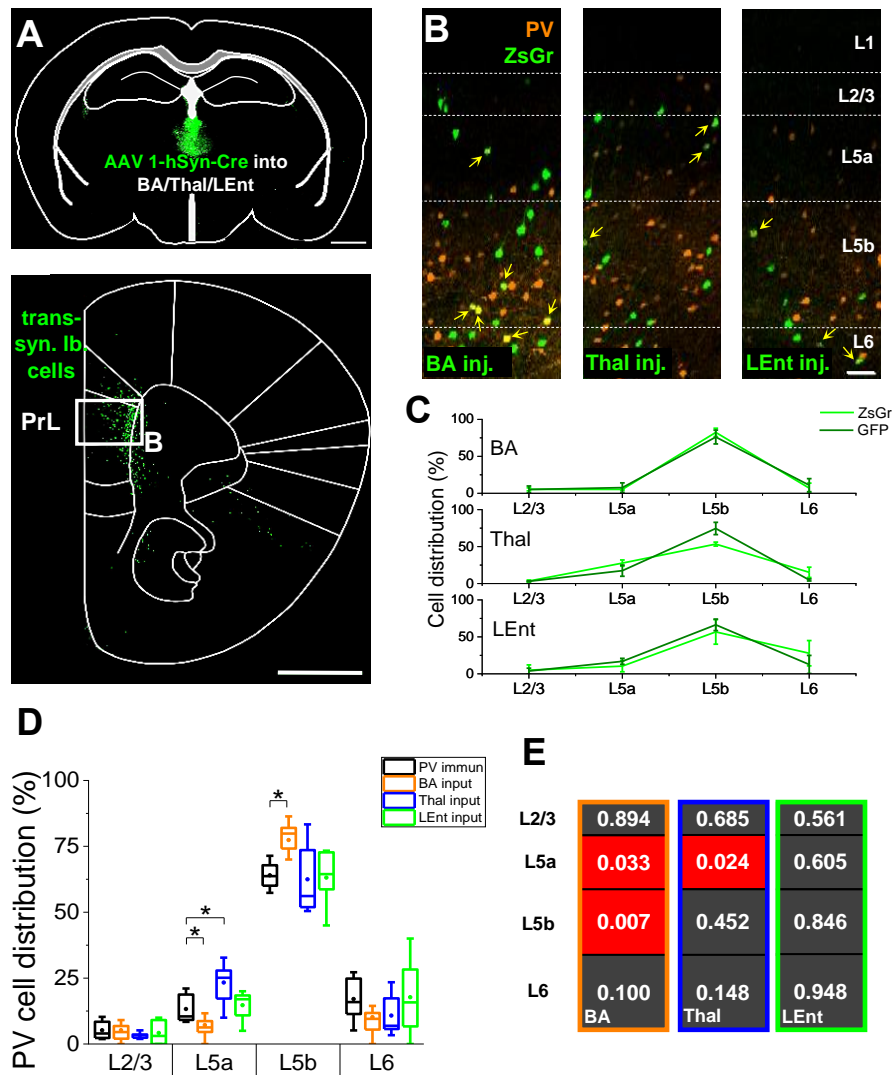 A
AAV 1-hSyn-Cre into
BA/Thal/LEnt
trans-
syn. lb.
cells
PrL
B
B
PV
ZsGr
L1
L2/3
L5a
L5b
L6
BA inj.
Thal inj.
LEnt inj.
C
ZsGr
GFP
Cell distribution (%)
BA
100
50
0
L2/3 L5a L5b L6
Thal
100
50
0
L2/3 L5a L5b L6
LEnt
100
50
0
L2/3 L5a L5b L6
D
PV cell distribution (%)
100
75
50
25
0
PV immun
BA input
Thal input
LEnt input
* * *
L2/3 L5a L5b L6
E
L2/3 0.894 0.685 0.561
L5a 0.033 0.024 0.605
L5b 0.007 0.452 0.846
L6 0.100 0.148 0.948
BA Thal LEnt